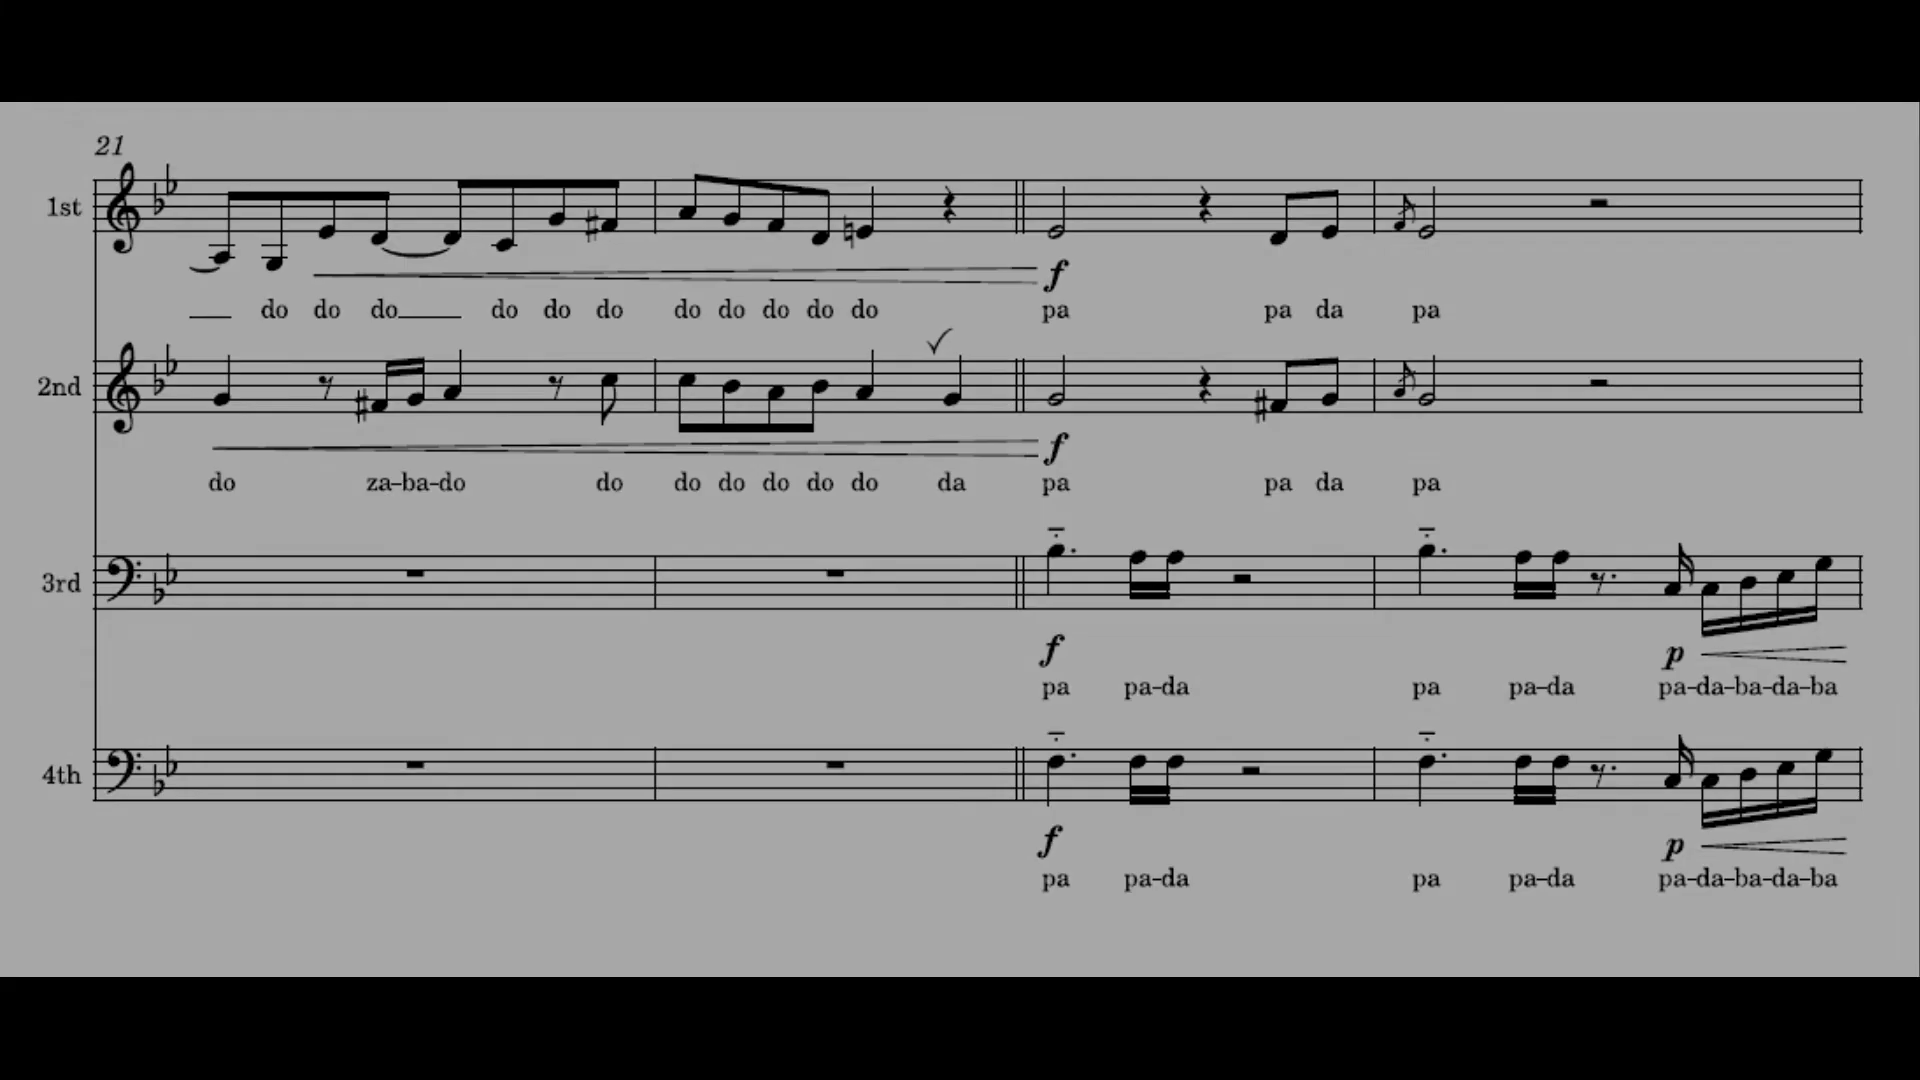 21
1st
do do do do do do do do do do do pa pa da pa
2nd
do za-ba-do do do do do do do da pa pa da pa
3rd
f
p
pa pa-da pa pa-da pa-da-ba-da-ba
4th
f
p
pa pa-da pa pa-da pa-da-ba-da-ba